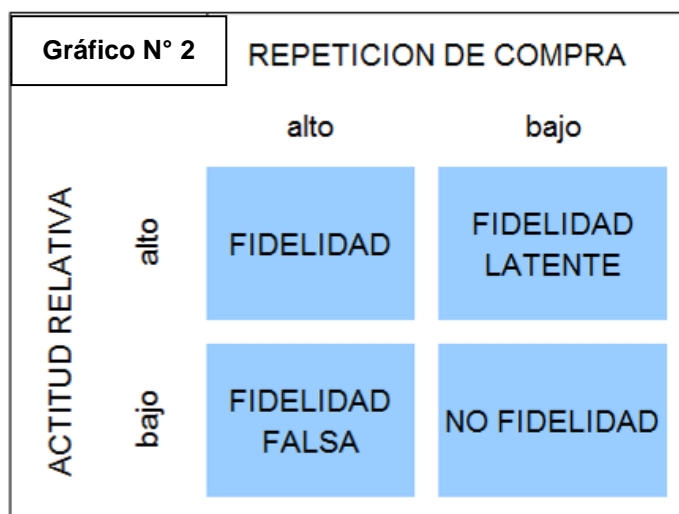 Gráfico N° 2
REPETICION DE COMPRA
alto
bajo
ACTITUD RELATIVA
alto
FIDELIDAD
FIDELIDAD
LATENTE
bajo
FIDELIDAD
FALSA
NO FIDELIDAD